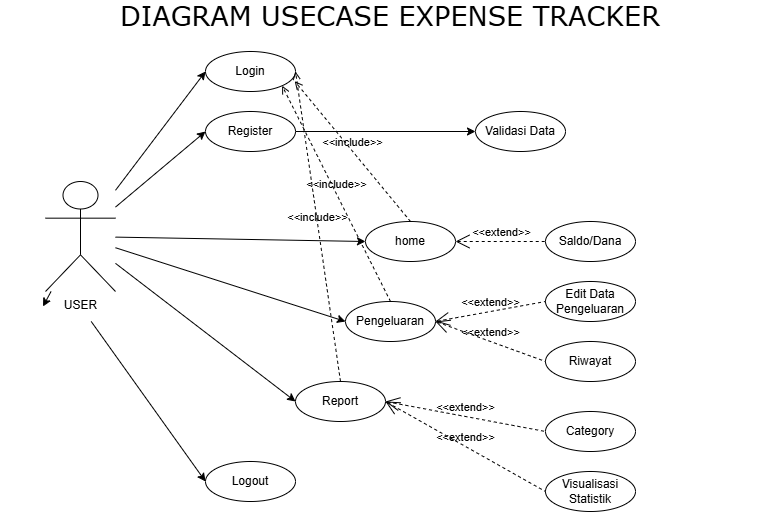 DIAGRAM USECASE EXPENSE TRACKER
Login
Register
Validasi Data
<<include>>
<<include>>
<<include>>
home
<<extend>>
Saldo/Dana
USER
Pengeluaran
<<extend>>
Edit Data
Pengeluaran
<<extend>>
Riwayat
Report
<<extend>>
Category
<<extend>>
Logout
Visualisasi
Statistik